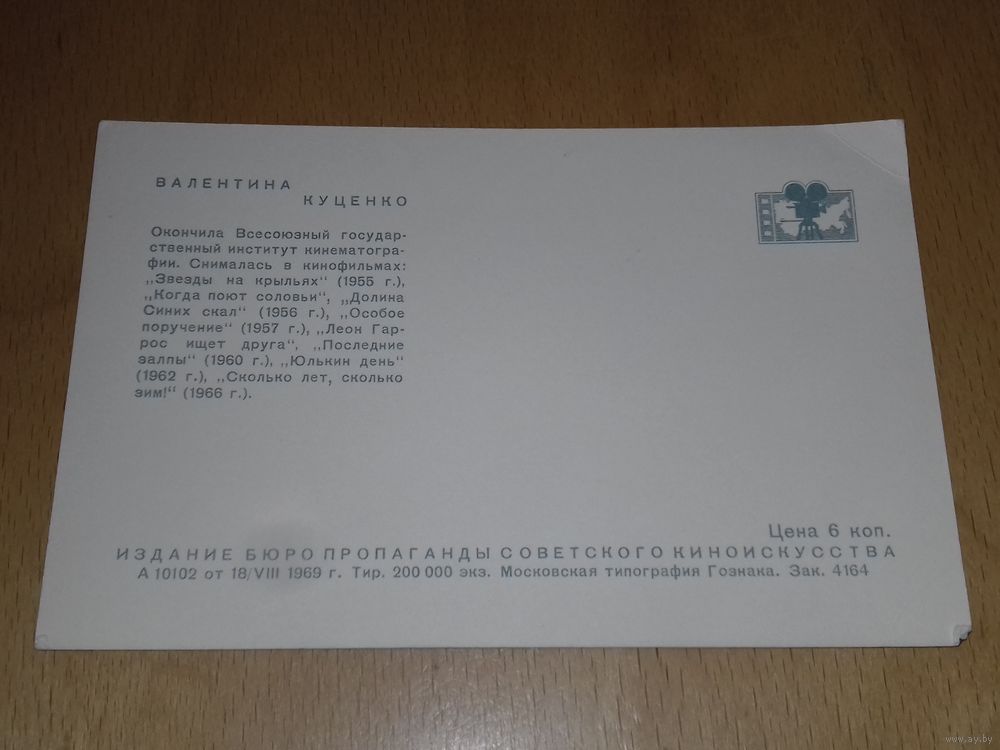 ВАЛЕНТИНА
КУЦЕНКО
Окончила Всесоюзный государ-
ственный институт кинематогра-
фии. Снималась в кинофильмах:
„Звезды на крыльях“ (1955 г.),
„Когда поют соловьи“, „Долина
Синих скал“ (1956 г.), „Особое
поручение“ (1957 г.), „Леон Гар-
рос ищет друга“, „Последние
залпы“ (1960 г.), „Юлькин день“
(1962 г.), „Сколько лет, сколько
зим!“ (1966 г.).
Цена 6 коп.
ИЗДАНИЕ БЮРО ПРОПАГАНДЫ СОВЕТСКОГО КИНОИСКУССТВА
А 10102 от 18/VIII 1969 г. Тир. 200 000 экз. Московская типография Гознака. Зак. 4164
www.ay.by